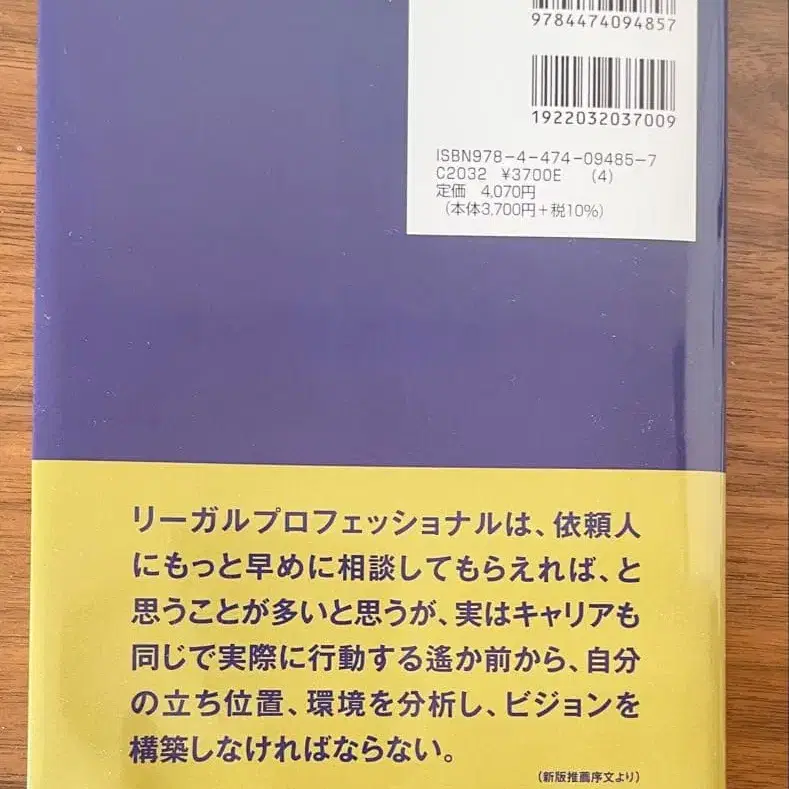 9784474094857
1922032037009
ISBN978-4-474-09485-7
C2032 ¥3700E (4)
定価 4,070円
（本体3,700円＋税10%）
リーガルプロフェッショナルは、依頼人
にもっと早めに相談してもらえれば、と
思うことが多いと思うが、実はキャリアも
同じで実際に行動する遙か前から、自分
の立ち位置、環境を分析し、ビジョンを
構築しなければならない。
（新版推薦序文より）